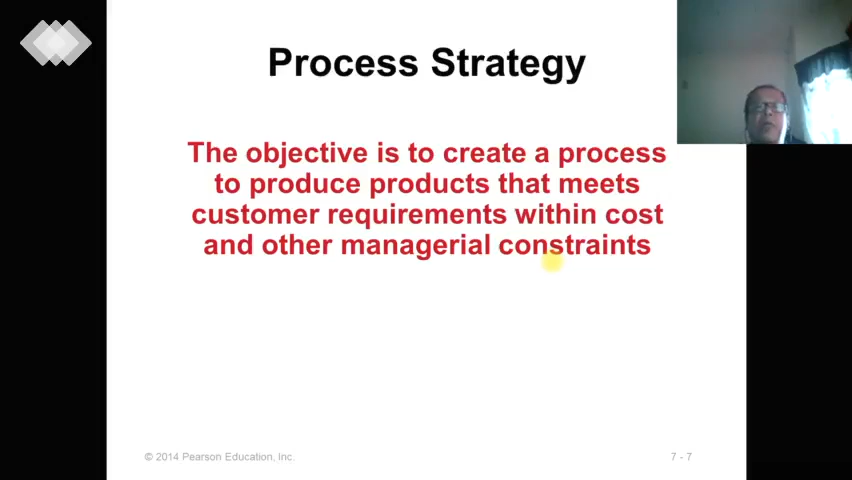 Process Strategy
The objective is to create a process
to produce products that meets
customer requirements within cost
and other managerial constraints
© 2014 Pearson Education, Inc.
7 - 7